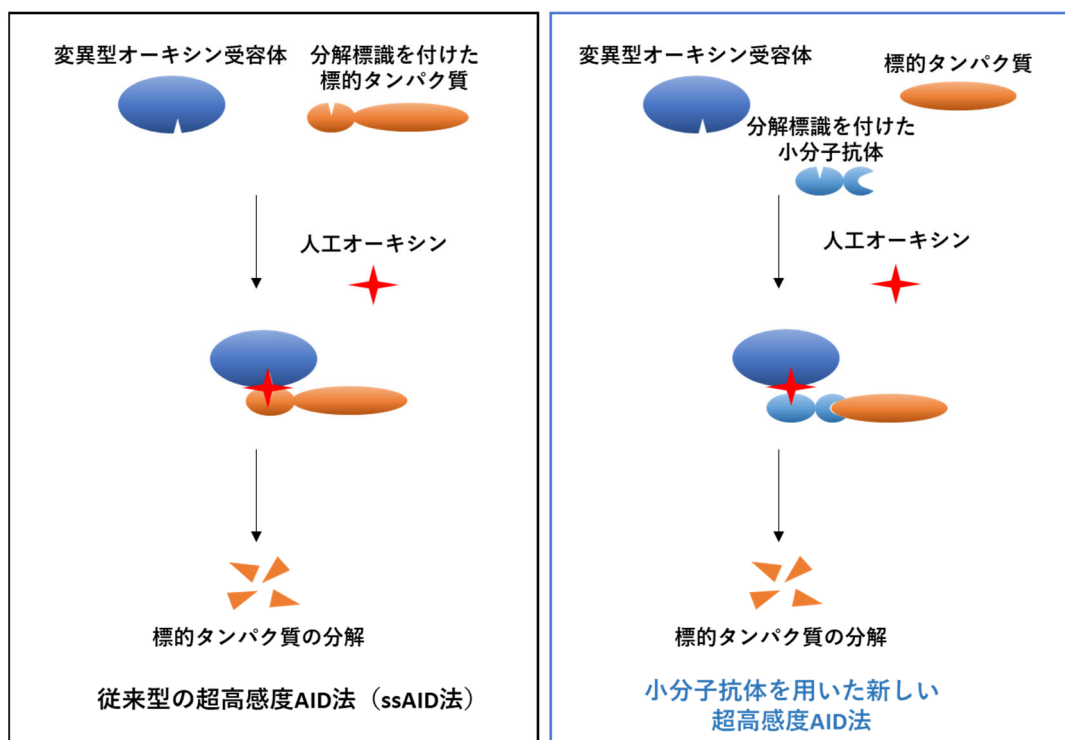 変異型オーキシン受容体
分解標識を付けた
標的タンパク質
人工オーキシン
標的タンパク質の分解
従来型の超高感度AID法（ssAID法）
変異型オーキシン受容体
標的タンパク質
分解標識を付けた
小分子抗体
人工オーキシン
標的タンパク質の分解
小分子抗体を用いた新しい
超高感度AID法